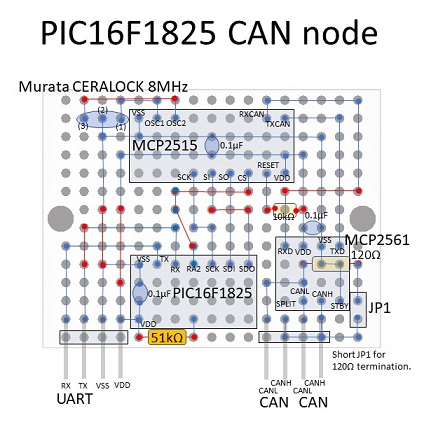 PIC16F1825 CAN node
Murata CERALOCK 8MHz
(2)
(3) (1)
VSS
OSC1 OSC2
RXCAN
TXCAN
MCP2515
0.1µF
RESET
SCK SI SO CS VDD
10kΩ
0.1µF
VSS
MCP2561
RXD VDD TXD
120Ω
VSS TX
RX RA2 SCK SDI SDO
0.1µF PIC16F1825
CANL
CANH
SPLIT STBY
JP1
VDD
51kΩ
Short JP1 for
120Ω termination.
RX TX VSS VDD
UART
CANH CANH
CANL CANL
CAN CAN